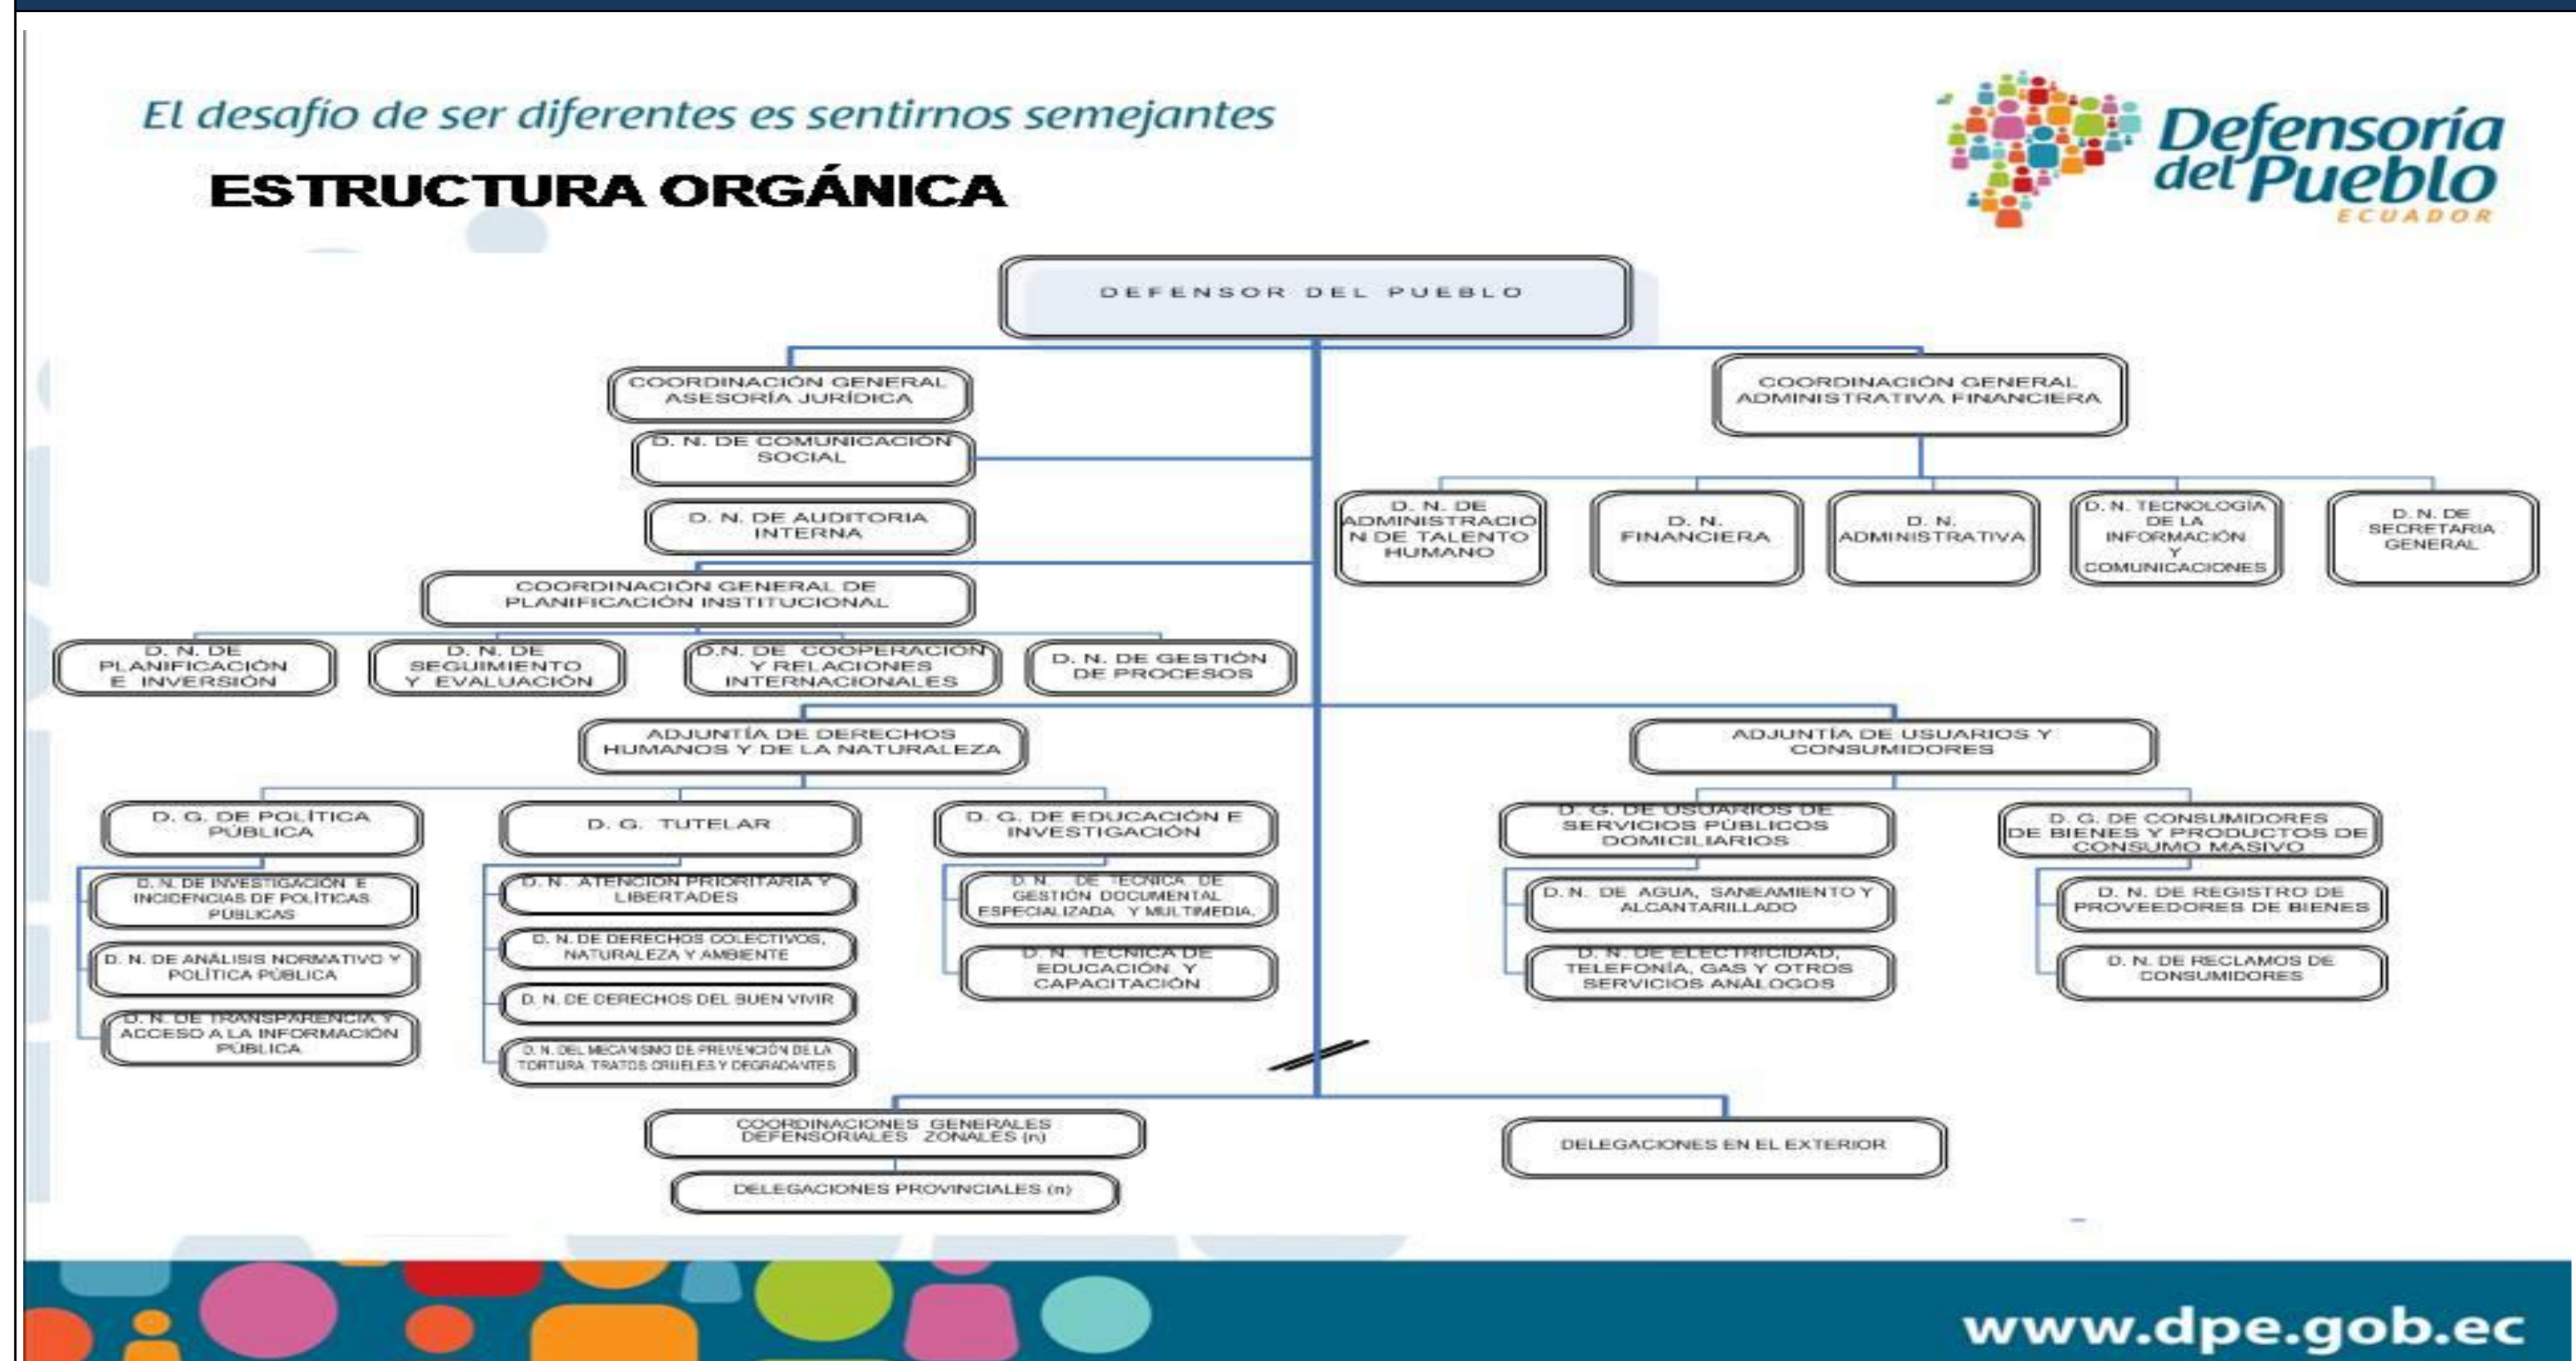 El desafío de ser diferentes es sentirnos semejantes
Defensoría
del Pueblo
ECUADOR
ESTRUCTURA ORGÁNICA
DEFENSOR DEL PUEBLO
COORDINACIÓN GENERAL
ASESORÍA JURÍDICA
COORDINACIÓN GENERAL
ADMINISTRATIVA FINANCIERA
D. N. DE COMUNICACIÓN
SOCIAL
D. N. DE AUDITORIA
INTERNA
D. N. DE
ADMINISTRACIÓ
N DE TALENTO
HUMANO
D. N.
FINANCIERA
D. N.
ADMINISTRATIVA
D. N. TECNOLOGÍA
DE LA
INFORMACIÓN
Y
COMUNICACIONES
D. N. DE
SECRETARIA
GENERAL
COORDINACIÓN GENERAL DE
PLANIFICACIÓN INSTITUCIONAL
D. N. DE
PLANIFICACIÓN
E INVERSIÓN
D. N. DE
SEGUIMIENTO
Y EVALUACIÓN
D.N. DE COOPERACIÓN
Y RELACIONES
INTERNACIONALES
D. N. DE GESTIÓN
DE PROCESOS
ADJUNTÍA DE DERECHOS
HUMANOS Y DE LA NATURALEZA
ADJUNTÍA DE USUARIOS Y
CONSUMIDORES
D. G. DE POLÍTICA
PÚBLICA
D. G. TUTELAR
D. G. DE EDUCACIÓN E
INVESTIGACIÓN
D. G. DE USUARIOS DE
SERVICIOS PÚBLICOS
DOMICILIARIOS
D. G. DE CONSUMIDORES
DE BIENES Y PRODUCTOS DE
CONSUMO MASIVO
D. N. DE INVESTIGACIÓN E
INCIDENCIAS DE POLÍTICAS
PÚBLICAS
D. N. DE ANÁLISIS NORMATIVO Y
POLÍTICA PÚBLICA
D. N. DE TRANSPARENCIA Y
ACCESO A LA INFORMACIÓN
PÚBLICA
D. N. ATENCIÓN PRIORITARIA Y
LIBERTADES
D. N. DE DERECHOS COLECTIVOS,
NATURALEZA Y AMBIENTE
D. N. DE DERECHOS DEL BUEN VIVIR
D. N. DEL MECANISMO DE PREVENCIÓN DE LA
TORTURA TRATOS CRUELES Y DEGRADANTES
D. N. DE TECNICA DE
GESTIÓN DOCUMENTAL
ESPECIALIZADA Y MULTIMEDIA.
D. N. TECNICA DE
EDUCACIÓN Y
CAPACITACIÓN
D. N. DE AGUA, SANEAMIENTO Y
ALCANTARILLADO
D. N. DE ELECTRICIDAD,
TELEFONÍA, GAS Y OTROS
SERVICIOS ANÁLOGOS
D. N. DE REGISTRO DE
PROVEEDORES DE BIENES
D. N. DE RECLAMOS DE
CONSUMIDORES
COORDINACIONES GENERALES
DEFENSORIALES ZONALES (n)
DELEGACIONES PROVINCIALES (n)
DELEGACIONES EN EL EXTERIOR
www.dpe.gob.ec